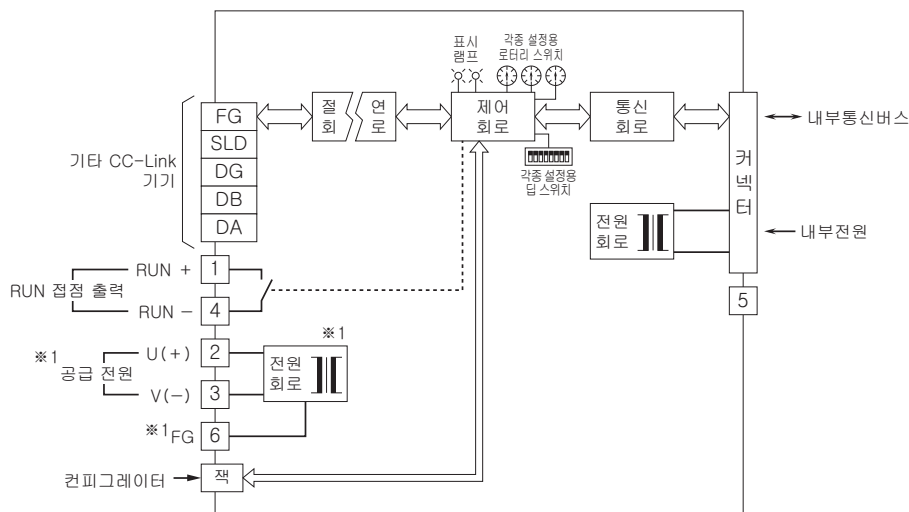 표시
램프
각종 설정용
로터리 스위치
FG
SLD
DG
DB
DA
기타 CC-Link
기기
절 연
회 로
제어
회로
통신
회로
커넥터
내부통신버스
각종 설정용
딥 스위치
전원
회로
내부전원
RUN +
1
RUN 접점 출력
RUN -
4
5
※1
U(+)
2
※1
공급 전원
전원
회로
V(-)
3
※1 FG
6
컨피그레이터
잭